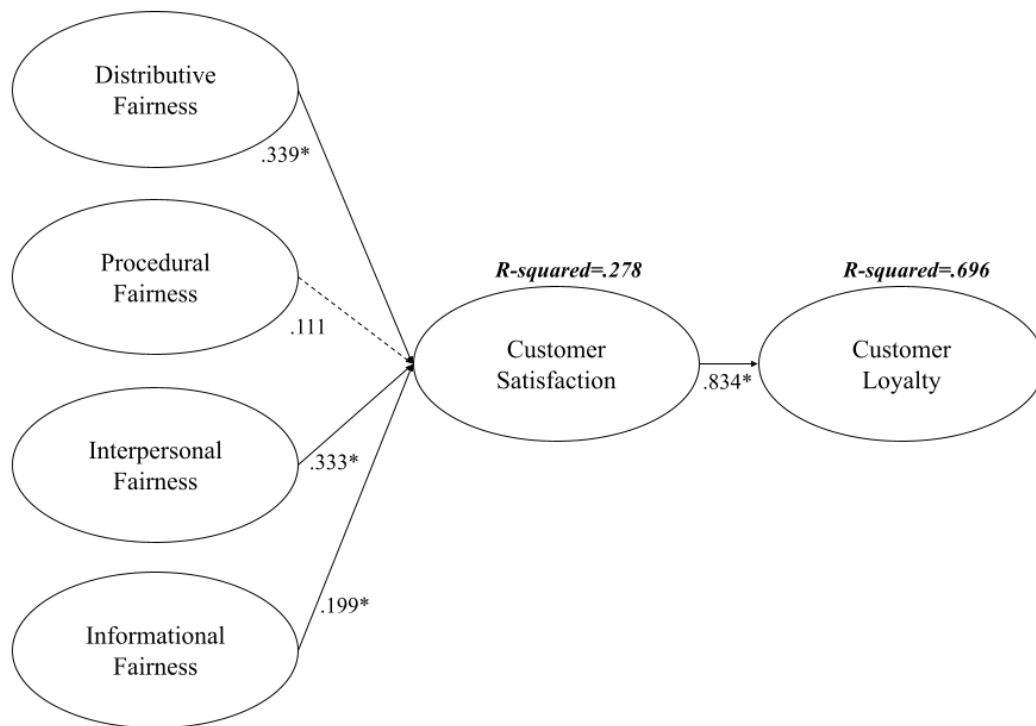 Distributive
Fairness
.339*
Procedural
Fairness
.111
Interpersonal
Fairness
.333*
Informational
Fairness
.199*
R-squared=.278
Customer
Satisfaction
.834*
R-squared=.696
Customer
Loyalty